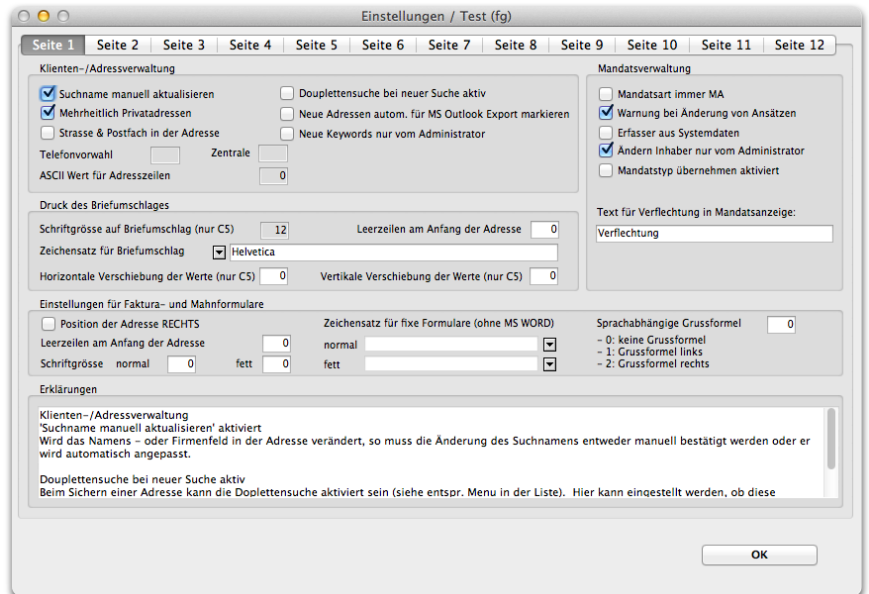 Einstellungen / Test (fg)
Seite 1 Seite 2 Seite 3 Seite 4 Seite 5 Seite 6 Seite 7 Seite 8 Seite 9 Seite 10 Seite 11 Seite 12
Klienten-/Adressverwaltung
Suchname manuell aktualisieren
Mehrheitlich Privatadressen
Strasse & Postfach in der Adresse
Douplettensuche bei neuer Suche aktiv
Neue Adressen autom. für MS Outlook Export markieren
Neue Keywords nur vom Administrator
Telefonvorwahl Zentrale
ASCII Wert für Adresszeilen 0
Mandatsverwaltung
Mandatsart immer MA
Warnung bei Änderung von Ansätzen
Erfasser aus Systemdaten
Ändern Inhaber nur vom Administrator
Mandatstyp übernehmen aktiviert
Text für Verflechtung in Mandatsanzeige:
Verflechtung
Druck des Briefumschlages
Schriftgrösse auf Briefumschlag (nur C5) 12 Leerzeilen am Anfang der Adresse 0
Zeichensatz für Briefumschlag Helvetica
Horizontale Verschiebung der Werte (nur C5) 0 Vertikale Verschiebung der Werte (nur C5) 0
Einstellungen für Faktura- und Mahnformulare
Position der Adresse RECHTS
Leerzeilen am Anfang der Adresse 0
Schriftgrösse normal 0 fett 0
Zeichensatz für fixe Formulare (ohne MS WORD)
normal
fett
Sprachabhängige Grussformel 0
- 0: keine Grussformel
- 1: Grussformel links
- 2: Grussformel rechts
Erklärungen
Klienten-/Adressverwaltung
'Suchname manuell aktualisieren' aktiviert
Wird das Namens - oder Firmenfeld in der Adresse verändert, so muss die Änderung des Suchnamens entweder manuell bestätigt werden oder er
wird automatisch angepasst.
Douplettensuche bei neuer Suche aktiv
Beim Sichern einer Adresse kann die Doplettensuche aktiviert sein (siehe entspr. Menu in der Liste). Hier kann eingestellt werden, ob diese
OK